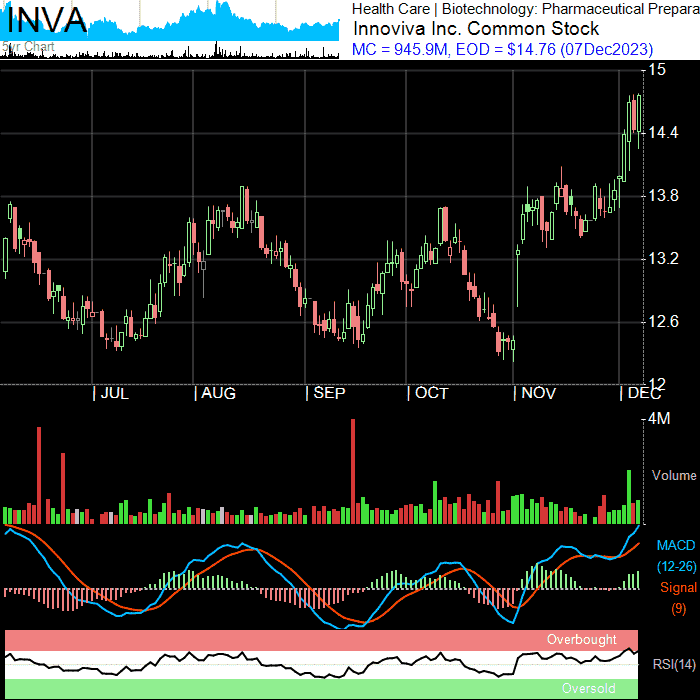 INVA
5yr Chart
Health Care | Biotechnology: Pharmaceutical Prepara
Innoviva Inc. Common Stock
MC = 945.9M, EOD = $14.76 (07Dec2023)
15
14.4
13.8
13.2
12.6
12
| JUL | AUG | SEP | OCT | NOV | DEC
4M
Volume
MACD
(12-26)
Signal
(9)
Overbought
RSI(14)
Oversold